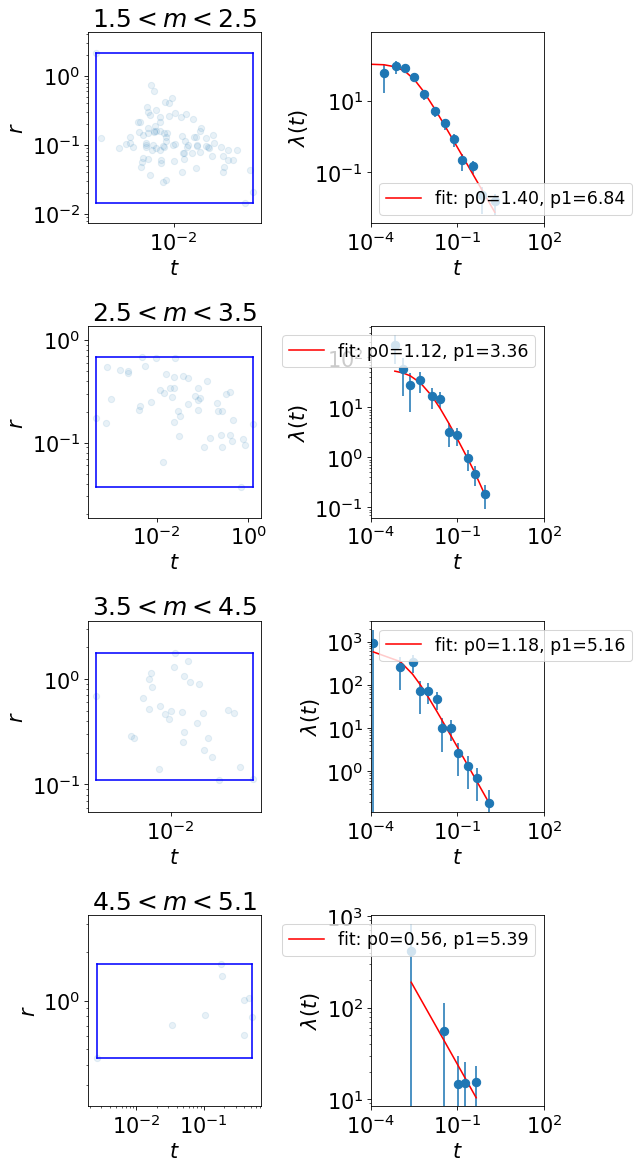 1.5 < m < 2.5
10⁰
10⁻¹
10⁻²
r
10⁻²
t
10¹
10⁻¹
λ(t)
fit: p0=1.40, p1=6.84
10⁻⁴
10⁻¹
10²
t
2.5 < m < 3.5
10⁰
10⁻¹
r
10⁻²
10⁰
t
10²
10¹
10⁰
10⁻¹
λ(t)
fit: p0=1.12, p1=3.36
10⁻⁴
10⁻¹
10²
t
3.5 < m < 4.5
10⁰
10⁻¹
r
10⁻²
t
10³
10²
10¹
10⁰
λ(t)
fit: p0=1.18, p1=5.16
10⁻⁴
10⁻¹
10²
t
4.5 < m < 5.1
10⁰
r
10⁻²
10⁻¹
t
10³
10²
10¹
λ(t)
fit: p0=0.56, p1=5.39
10⁻⁴
10⁻¹
10²
t